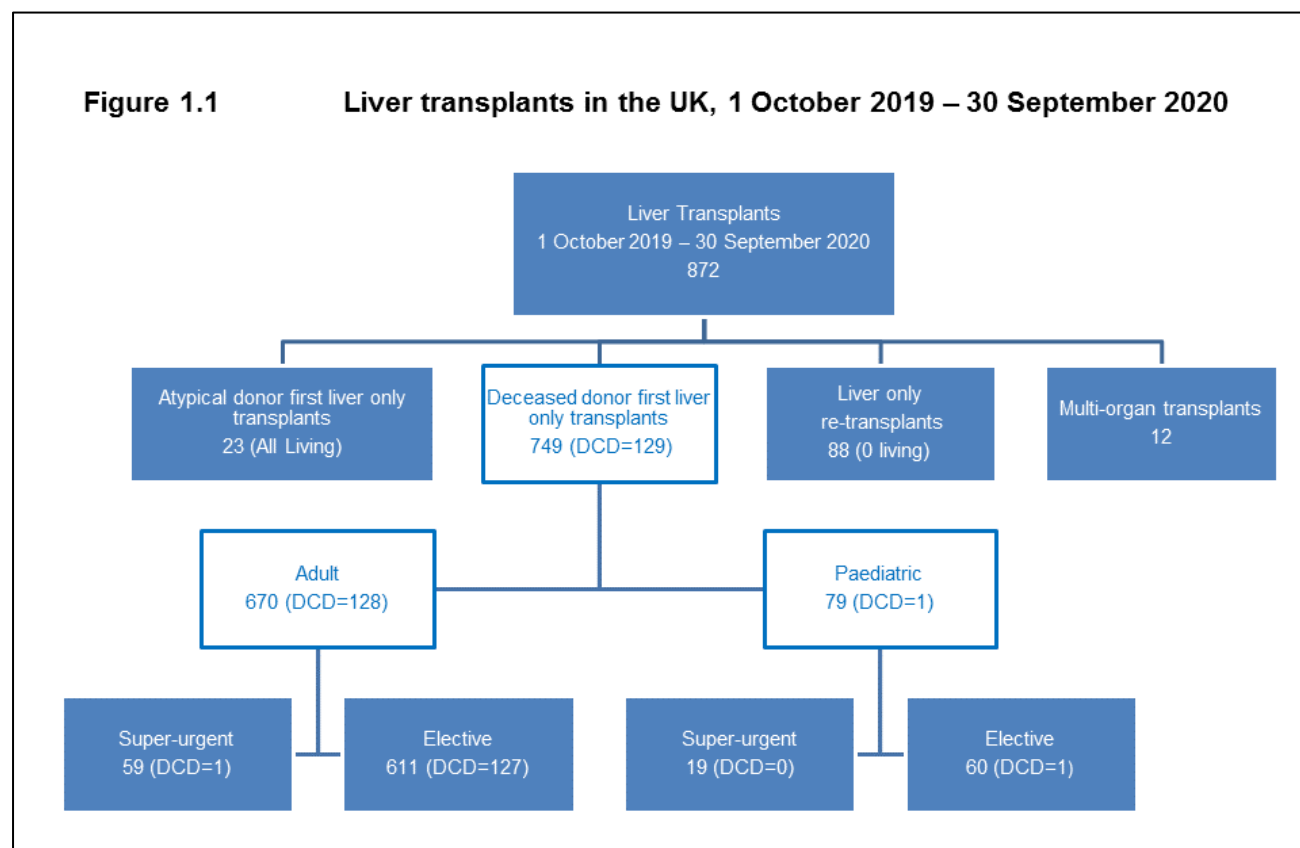 Figure 1.1 Liver transplants in the UK, 1 October 2019 – 30 September 2020
Liver Transplants
1 October 2019 – 30 September 2020
872
Atypical donor first liver only
transplants
23 (All Living)
Deceased donor first liver
only transplants
749 (DCD=129)
Liver only
re-transplants
88 (0 living)
Multi-organ transplants
12
Adult
670 (DCD=128)
Paediatric
79 (DCD=1)
Super-urgent
59 (DCD=1)
Elective
611 (DCD=127)
Super-urgent
19 (DCD=0)
Elective
60 (DCD=1)